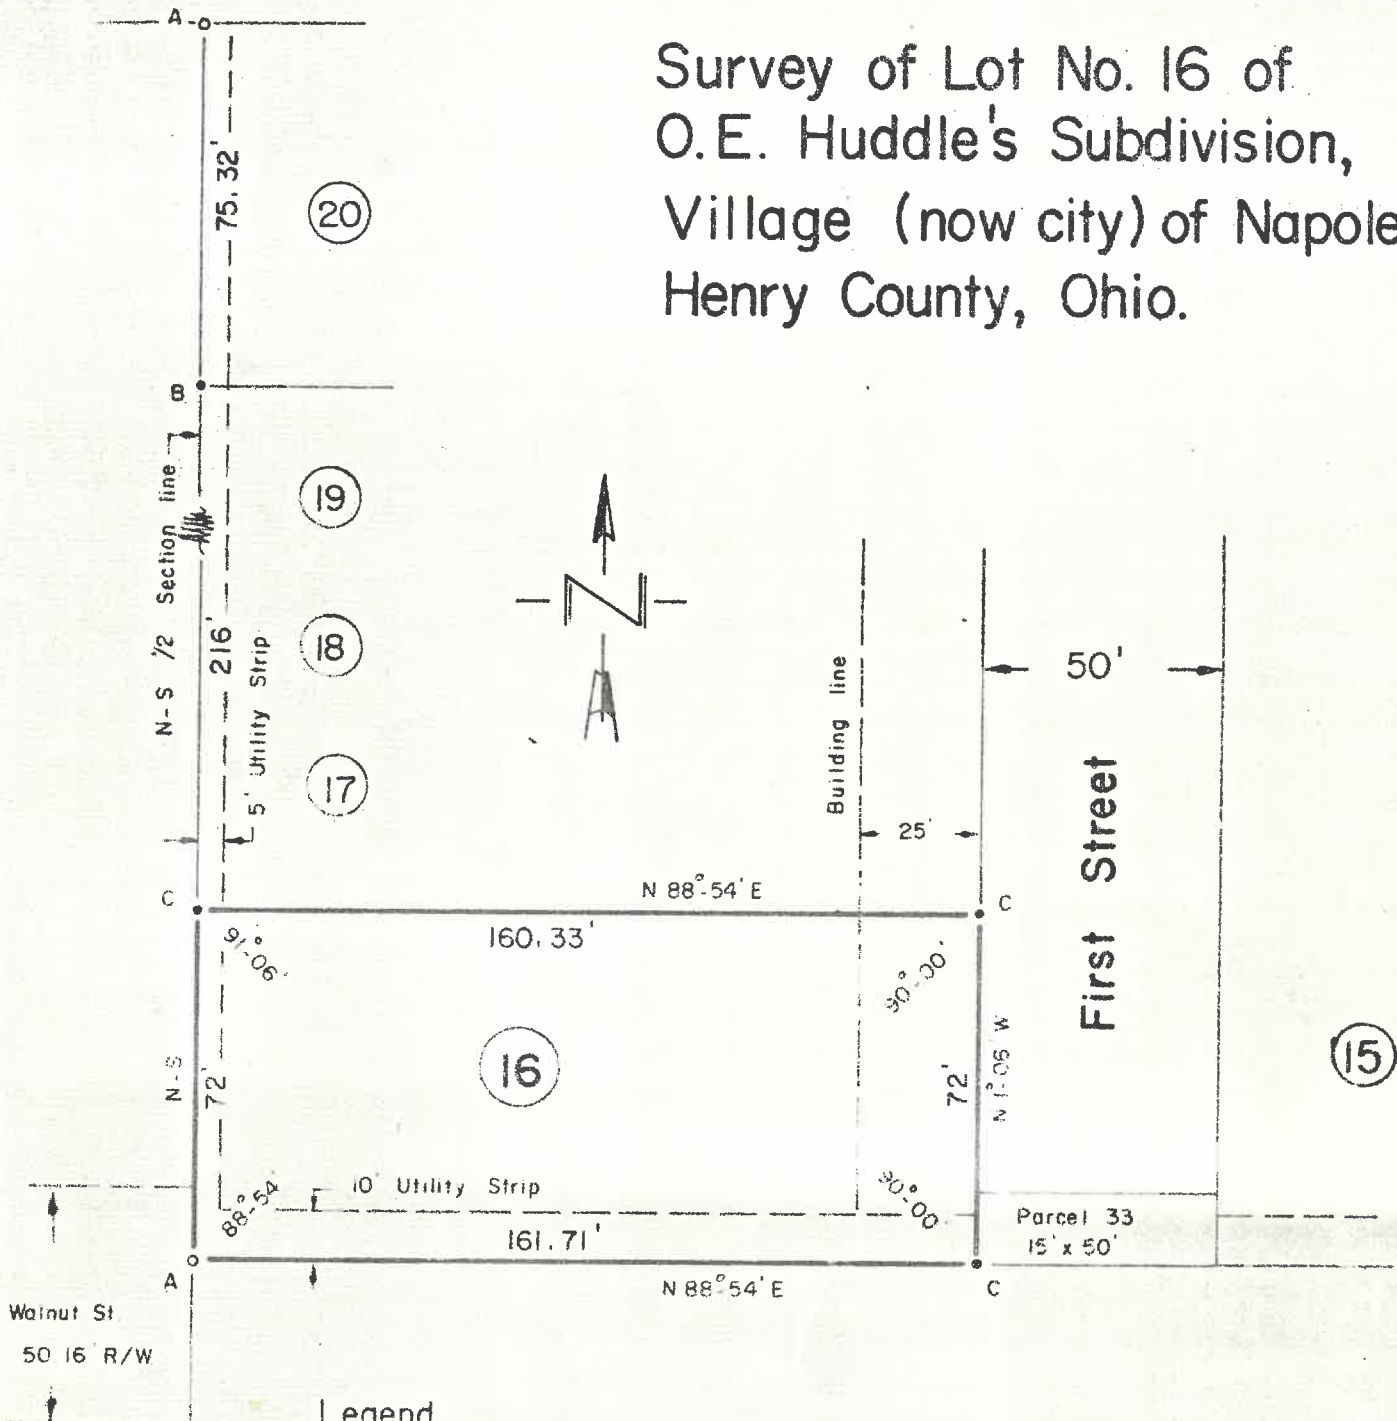 Survey of Lot No. 16 of
O.E. Huddle's Subdivision,
Village (now city) of Napole
Henry County, Ohio.
A
75.32'
20
B
19
N-S 1/2 Section line
216'
18
5' Utility Strip
17
Building line
50'
25'
First Street
C
N 88°-54' E
C
160.33'
91°-06'
90°-00'
16
15
N-S
72'
72'
N 1°-06' W
88°-54'
10' Utility Strip
90°-00'
161.71'
Parcel 33
15' x 50'
A
N 88°-54' E
C
Walnut St.
50.16' R/W
Legend